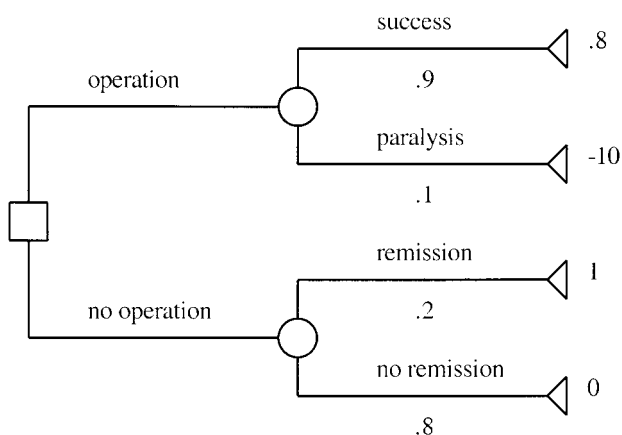 success
.8
operation
.9
paralysis
-10
.1
remission
1
no operation
.2
no remission
0
.8